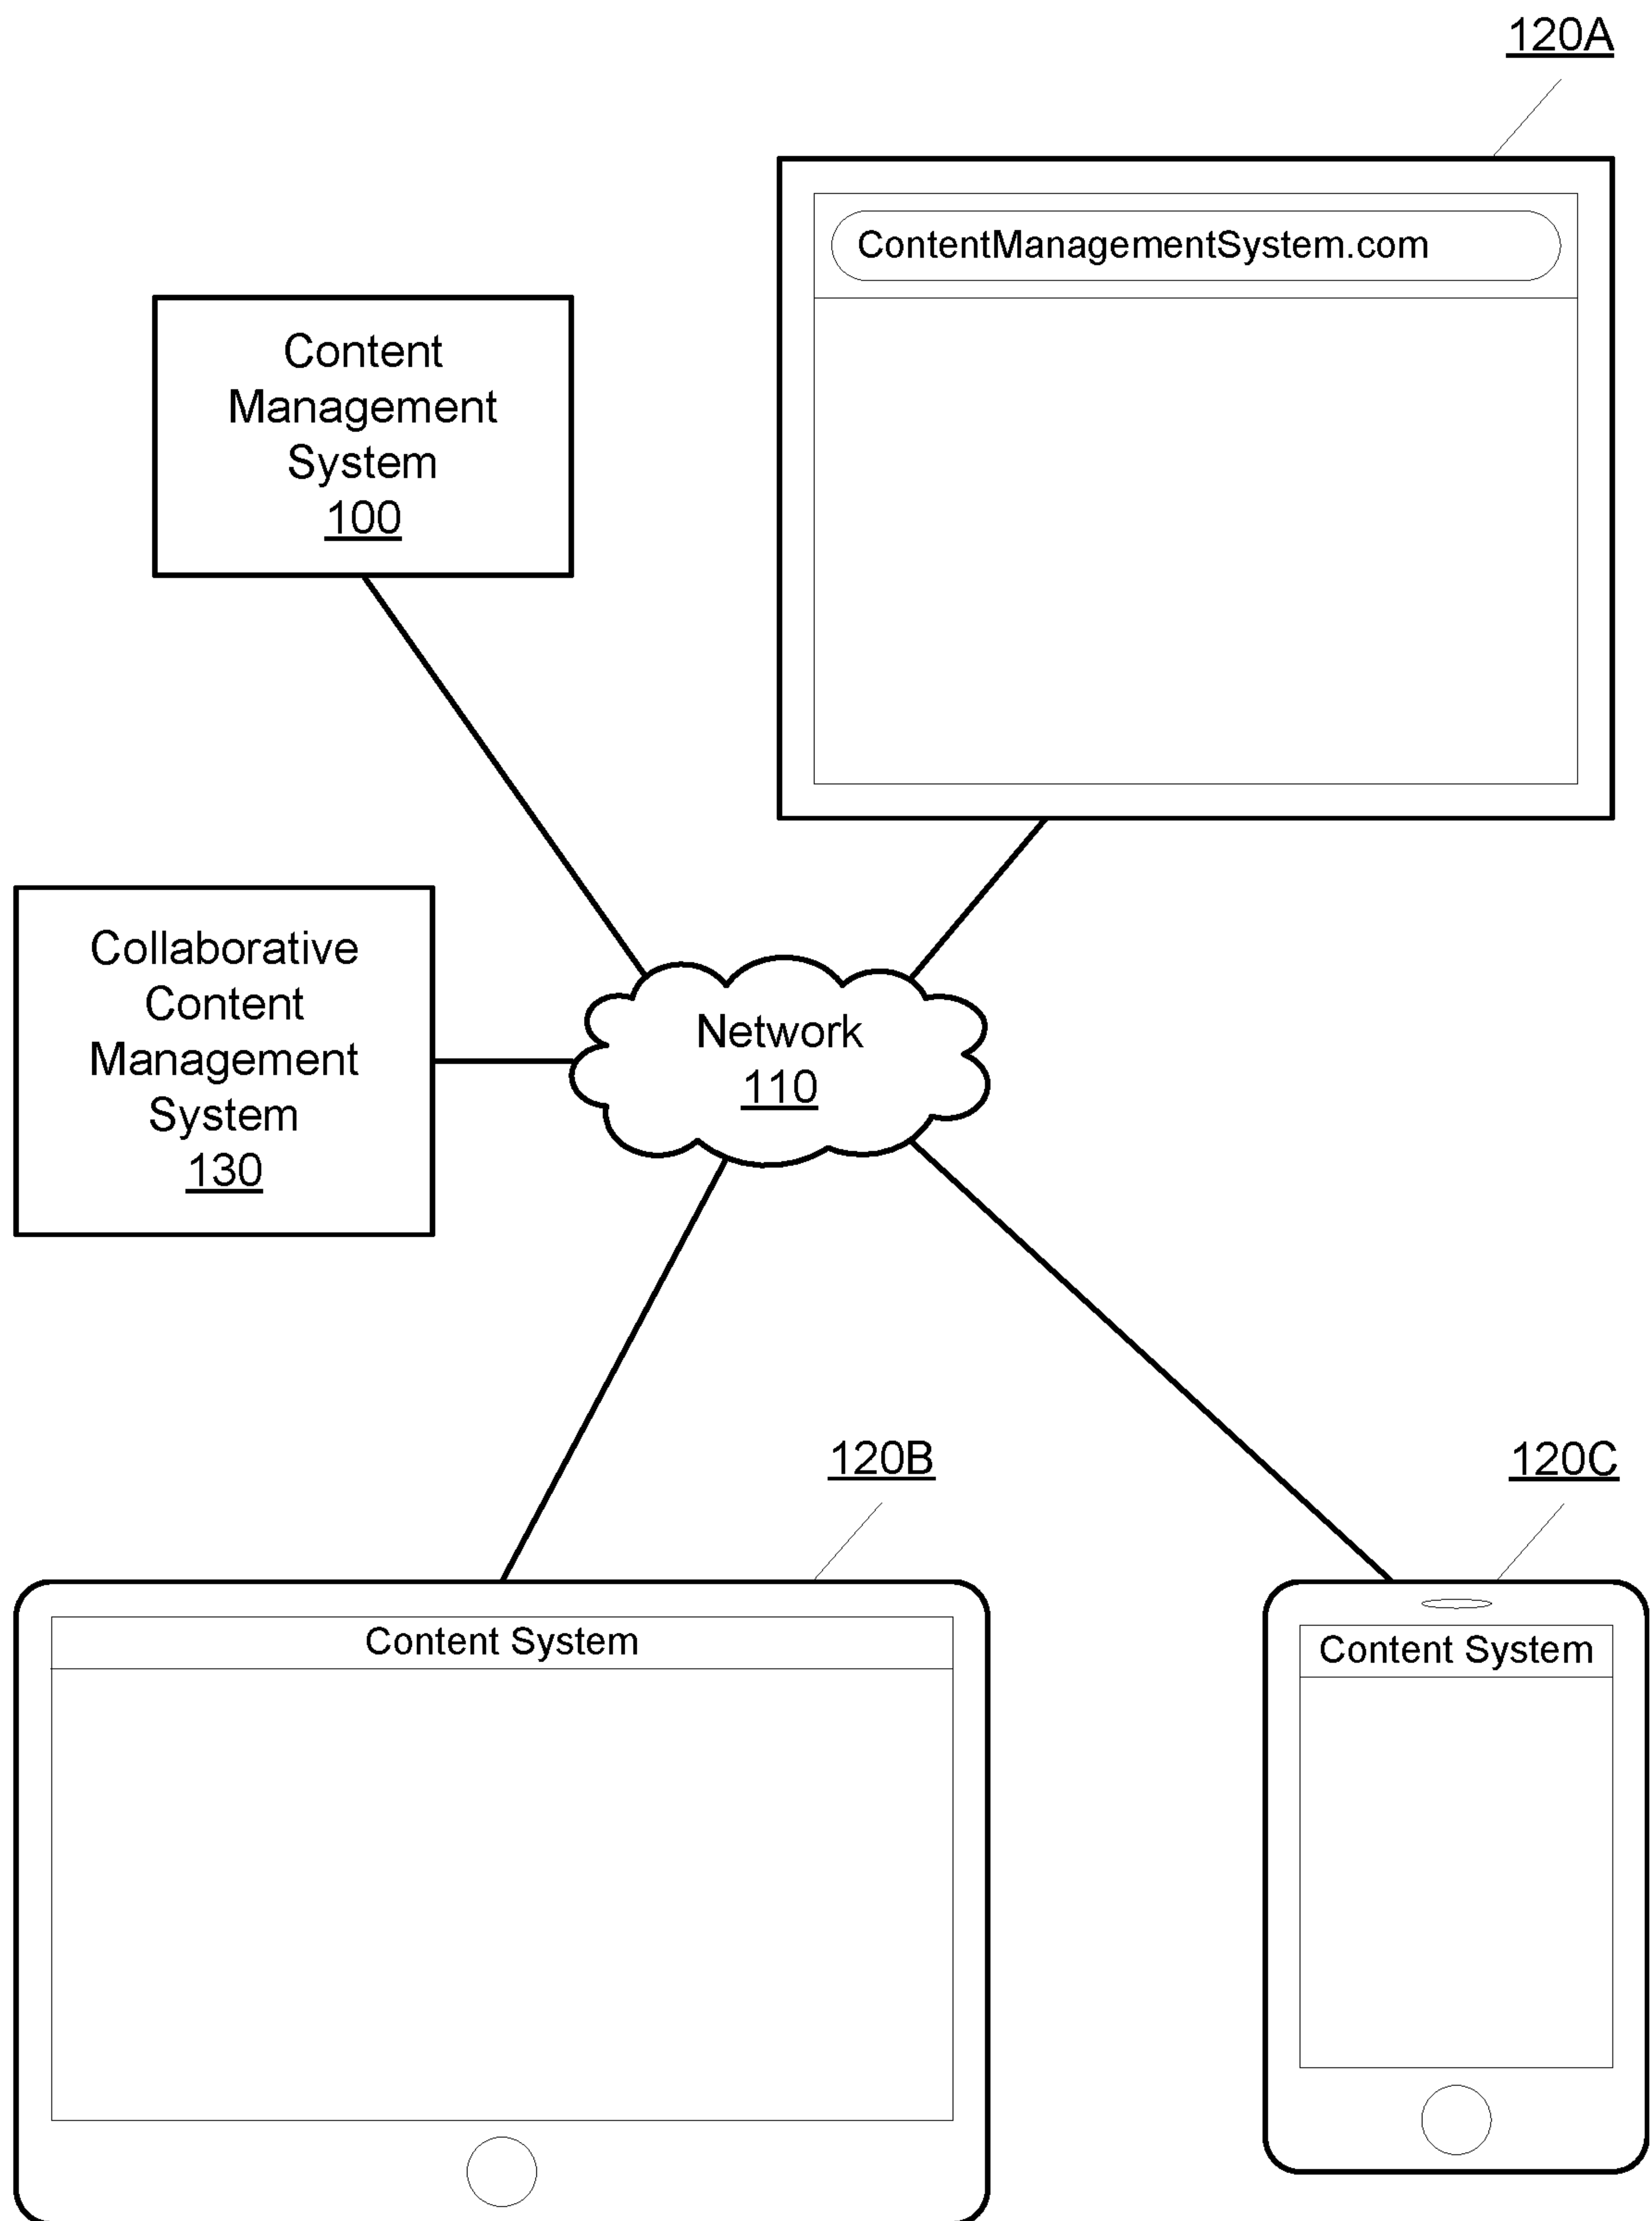 120A
ContentManagementSystem.com
Content
Management
System
100
Collaborative
Content
Management
System
130
Network
110
120B
120C
Content System
Content System